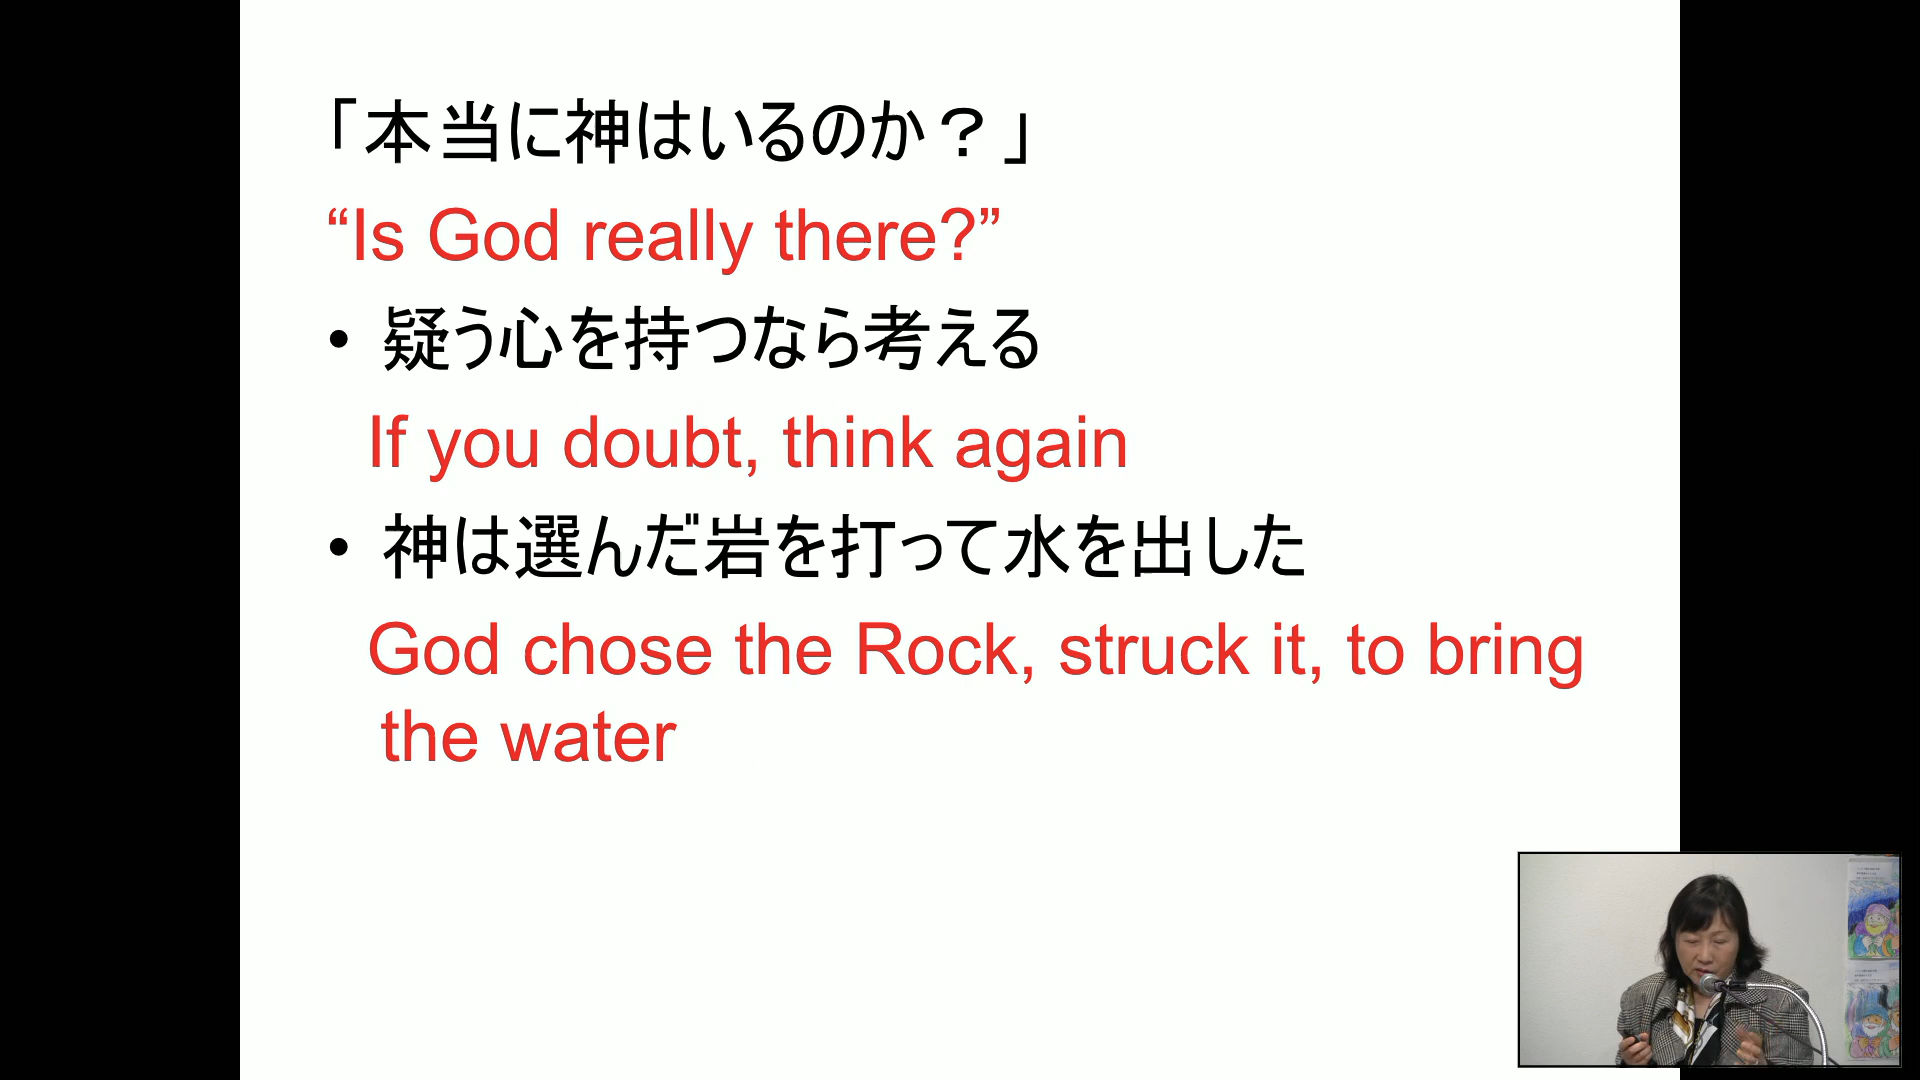 「本当に神はいるのか？」
“Is God really there?”
• 疑う心を持つなら考える
If you doubt, think again
• 神は選んだ岩を打って水を出した
God chose the Rock, struck it, to bring
the water